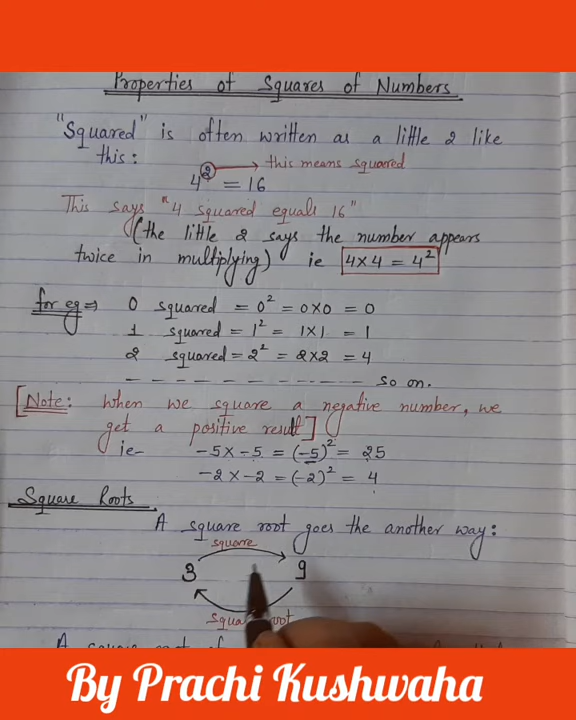 Properties of Squares of Numbers
"Squared" is often written as a little 2 like
this :
4² = 16 → this means squared
This says "4 squared equals 16"
(the little 2 says the number appears
twice in multiplying) ie 4×4 = 4²
for eg ⇒ 0 squared = 0² = 0×0 = 0
1 squared = 1² = 1×1 = 1
2 squared = 2² = 2×2 = 4
— — — — — — — — — — — so on.
[Note: When we square a negative number, we
get a positive result]
ie- -5×-5 = (-5)² = 25
-2×-2 = (-2)² = 4
Square Roots
A square root goes the another way:
square
3 9
square root
A square root of
By Prachi Kushwaha